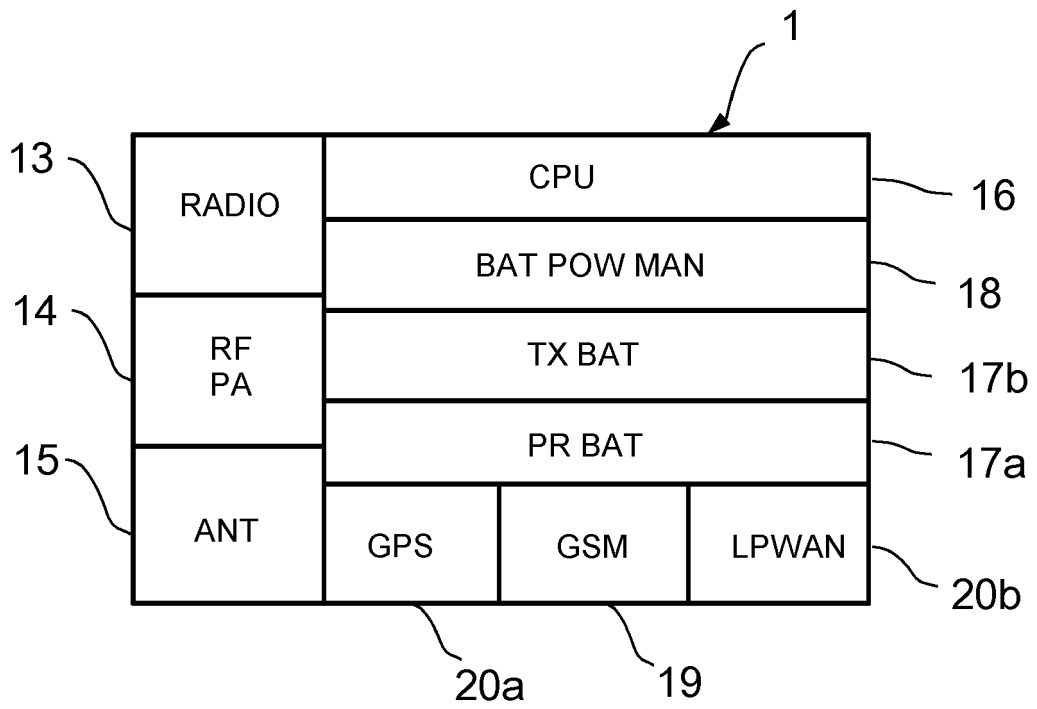 1
13
RADIO
CPU
16
BAT POW MAN
18
14
RF
PA
TX BAT
17b
PR BAT
17a
15
ANT
GPS
GSM
LPWAN
20b
20a
19